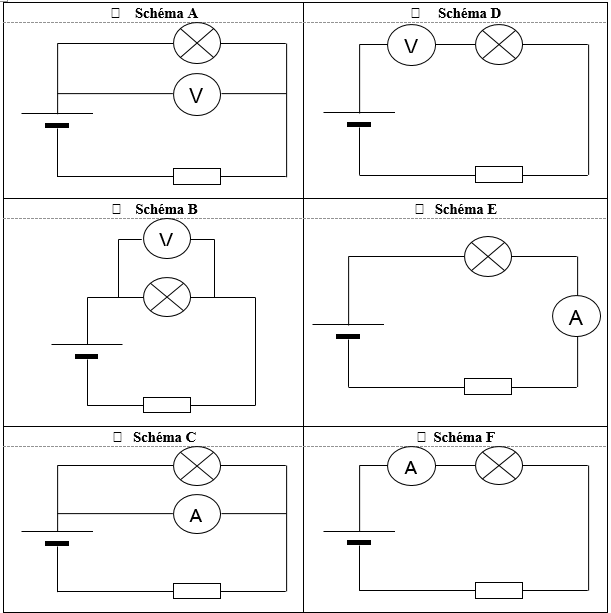 ▯ Schéma A
V
▯ Schéma D
V
▯ Schéma B
V
▯ Schéma E
A
▯ Schéma C
A
▯ Schéma F
A